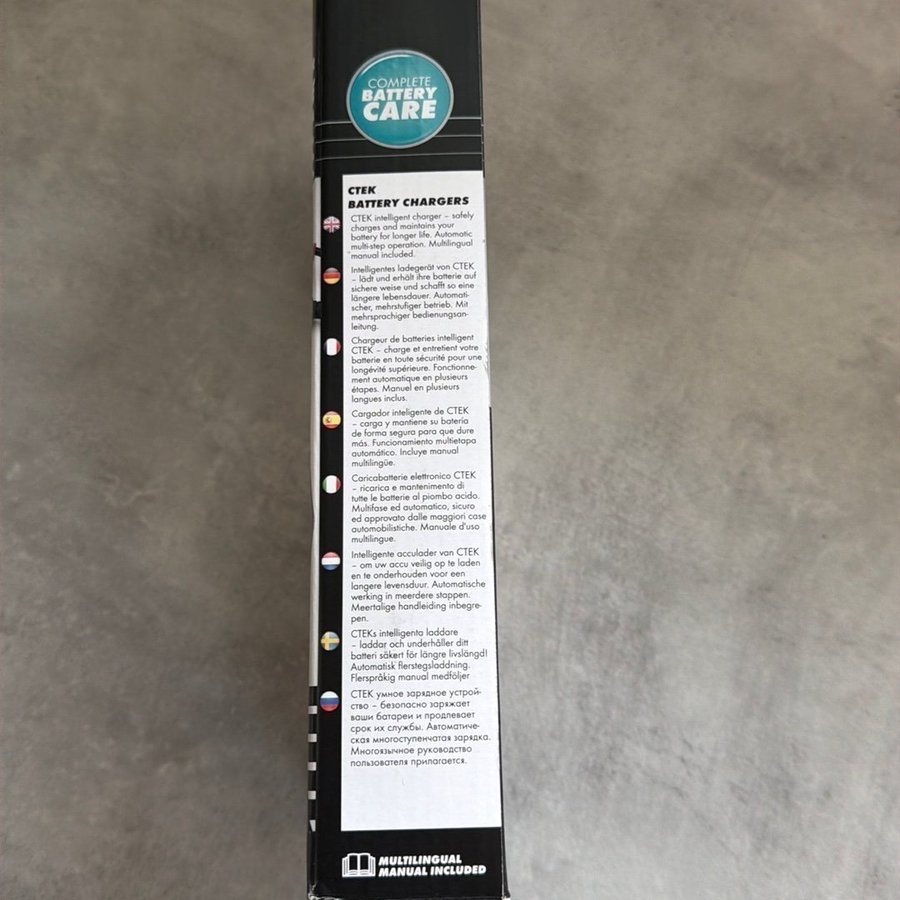 COMPLETE
BATTERY
CARE
CTEK
BATTERY CHARGERS
CTEK intelligent charger – safely
charges and maintains your
battery for longer life. Automatic
multi-step operation. Multilingual
manual included.
Intelligentes ladegerät von CTEK
– lädt und erhält ihre batterie auf
sichere weise und schafft so eine
längere lebensdauer. Automati-
scher, mehrstufiger betrieb. Mit
mehrsprachiger bedienungsan-
leitung.
Chargeur de batteries intelligent
CTEK – charge et entretient votre
batterie en toute sécurité pour une
longévité supérieure. Fonctionne-
ment automatique en plusieurs
étapes. Manuel en plusieurs
langues inclus.
Cargador inteligente de CTEK
– carga y mantiene su batería
de forma segura para que dure
más. Funcionamiento multietapa
automático. Incluye manual
multilingüe.
Caricabatterie elettronico CTEK
– ricarica e mantenimento di
tutte le batterie al piombo acido.
Multifase ed automatico, sicuro
ed approvato dalle maggiori case
automobilistiche. Manuale d'uso
multilingue.
Intelligente acculader van CTEK
– om uw accu veilig op te laden
en te onderhouden voor een
langere levensduur. Automatische
werking in meerdere stappen.
Meertalige handleiding inbegre-
pen.
CTEKs intelligenta laddare
– laddar och underhåller ditt
batteri säkert för längre livslängd!
Automatisk flerstegsladdning.
Flerspråkig manual medföljer
CTEK умное зарядное устрой-
ство – безопасно заряжает
ваши батареи и продлевает
срок их службы. Автоматиче-
ская многоступенчатая зарядка.
Многоязычное руководство
пользователя прилагается.
MULTILINGUAL
MANUAL INCLUDED